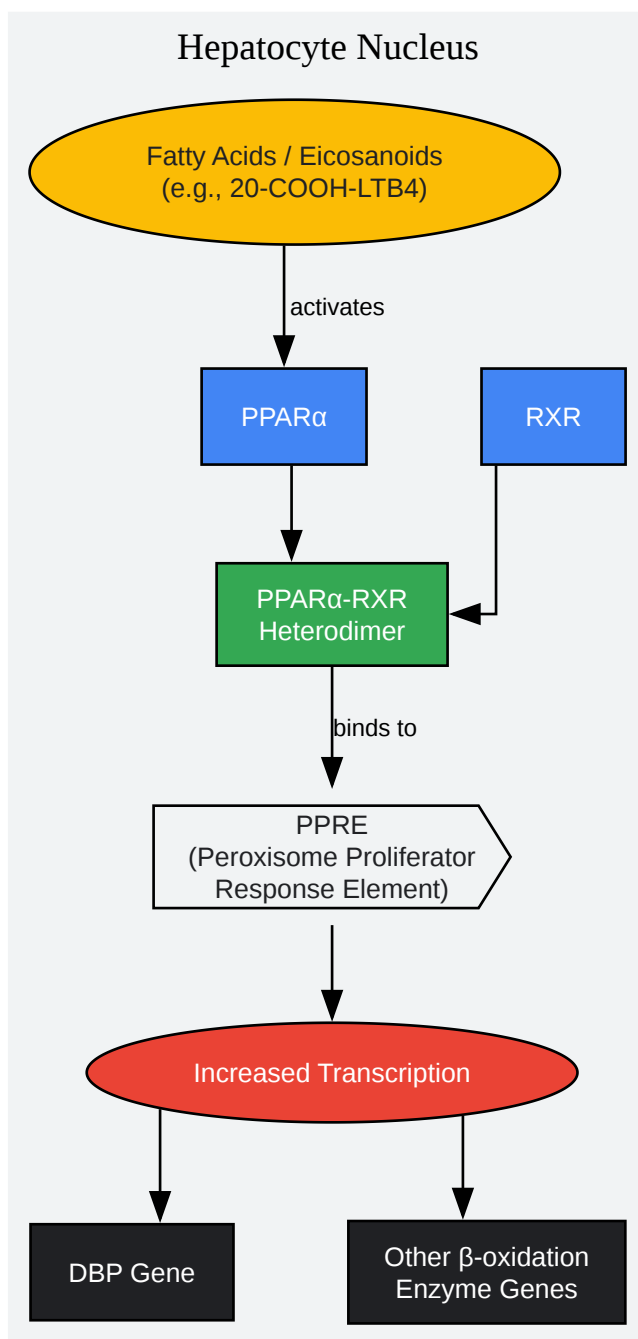 Hepatocyte Nucleus
Fatty Acids / Eicosanoids
(e.g., 20-COOH-LTB4)
activates
PPARα
RXR
PPARα-RXR
Heterodimer
binds to
PPRE
(Peroxisome Proliferator
Response Element)
Increased Transcription
DBP Gene
Other β-oxidation
Enzyme Genes